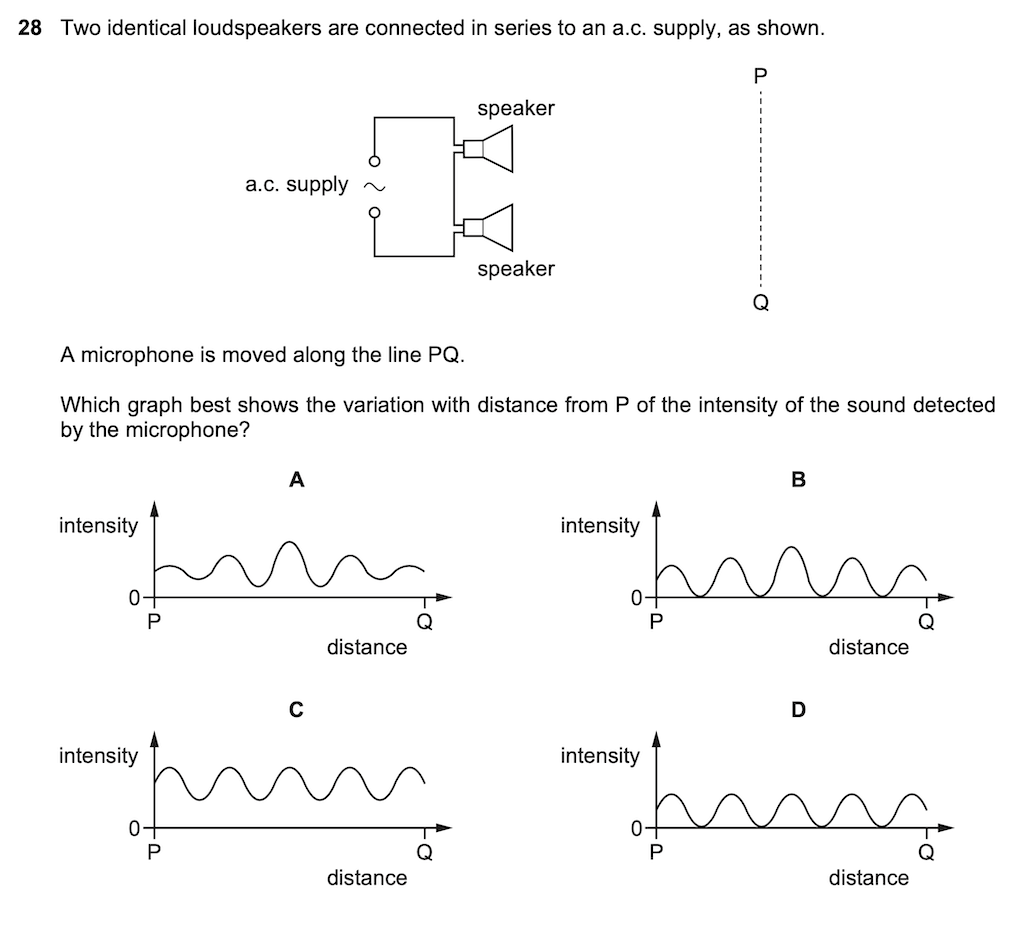 28 Two identical loudspeakers are connected in series to an a.c. supply, as shown.
P
speaker
a.c. supply
speaker
Q
A microphone is moved along the line PQ.
Which graph best shows the variation with distance from P of the intensity of the sound detected
by the microphone?
A
intensity
0
P
Q
distance
B
intensity
0
P
Q
distance
C
intensity
0
P
Q
distance
D
intensity
0
P
Q
distance